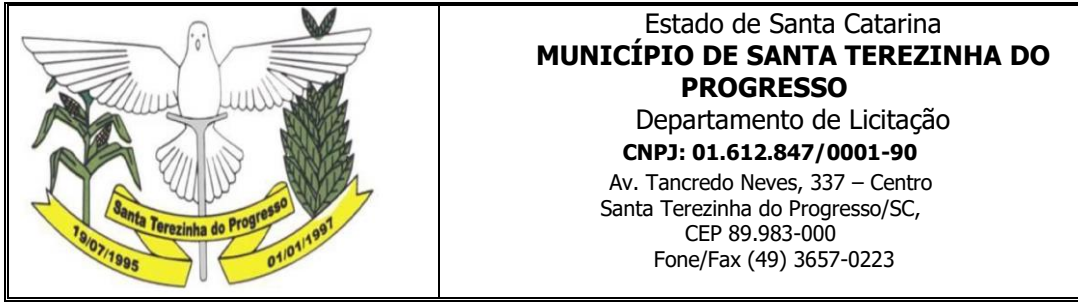 Santa Terezinha do Progresso
19/07/1995
01/01/1997
Estado de Santa Catarina
MUNICÍPIO DE SANTA TEREZINHA DO
PROGRESSO
Departamento de Licitação
CNPJ: 01.612.847/0001-90
Av. Tancredo Neves, 337 – Centro
Santa Terezinha do Progresso/SC,
CEP 89.983-000
Fone/Fax (49) 3657-0223